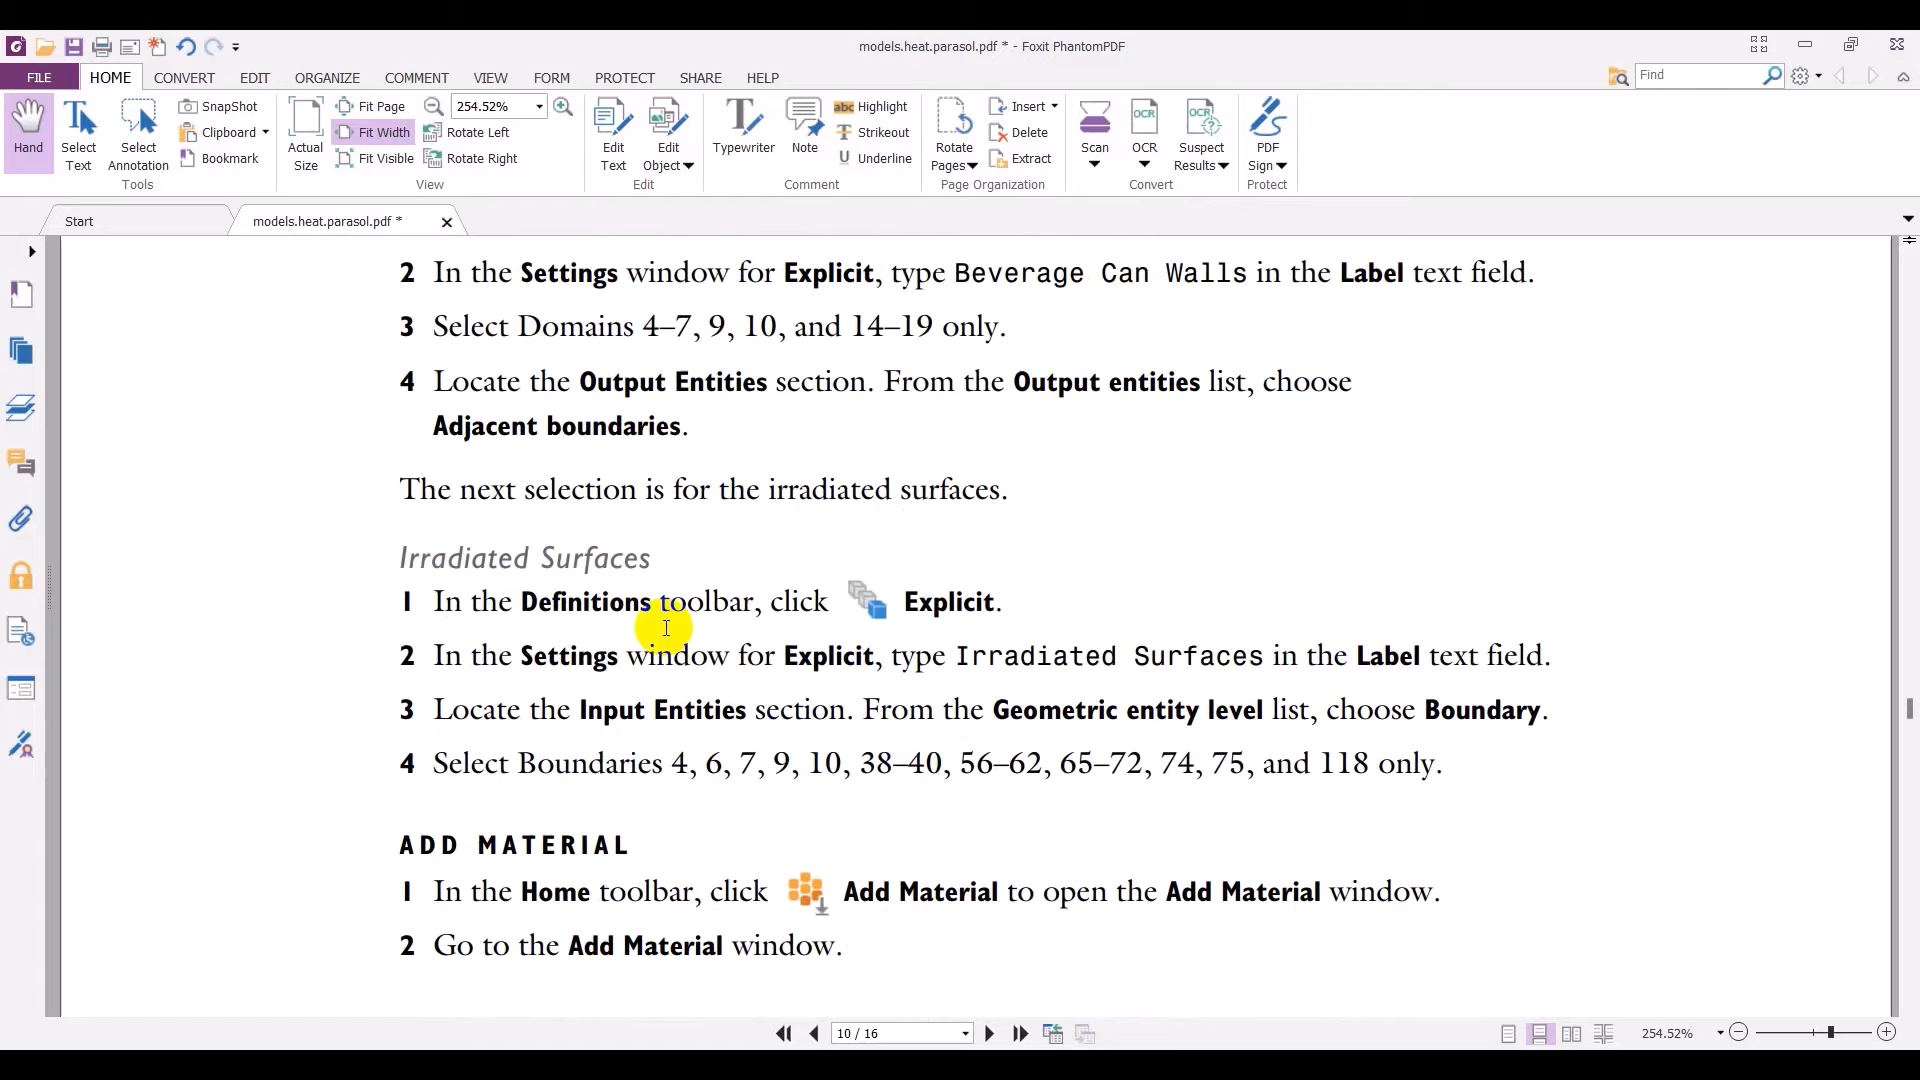 models.heat.parasol.pdf * - Foxit PhantomPDF
FILE HOME CONVERT EDIT ORGANIZE COMMENT VIEW FORM PROTECT SHARE HELP Find
Hand
Select Text
Select Annotation
SnapShot
Clipboard
Bookmark
Tools
Actual Size
Fit Page
Fit Width
Fit Visible
254.52%
Rotate Left
Rotate Right
View
Edit Text
Edit Object
Edit
Typewriter
Note
abc Highlight
T Strikeout
U Underline
Comment
Rotate Pages
Insert
Delete
Extract
Page Organization
Scan
OCR
OCR
OCR
Suspect Results
Convert
PDF Sign
Protect
Start models.heat.parasol.pdf *
2 In the Settings window for Explicit, type Beverage Can Walls in the Label text field.
3 Select Domains 4–7, 9, 10, and 14–19 only.
4 Locate the Output Entities section. From the Output entities list, choose
Adjacent boundaries.
The next selection is for the irradiated surfaces.
Irradiated Surfaces
1 In the Definitions toolbar, click Explicit.
2 In the Settings window for Explicit, type Irradiated Surfaces in the Label text field.
3 Locate the Input Entities section. From the Geometric entity level list, choose Boundary.
4 Select Boundaries 4, 6, 7, 9, 10, 38–40, 56–62, 65–72, 74, 75, and 118 only.
ADD MATERIAL
1 In the Home toolbar, click Add Material to open the Add Material window.
2 Go to the Add Material window.
10 / 16 254.52%